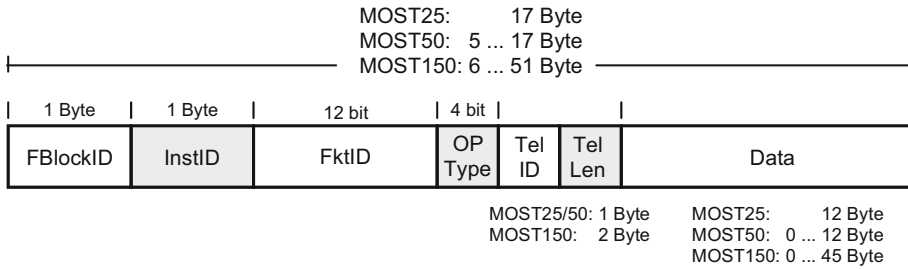 MOST25: 17 Byte
MOST50: 5 ... 17 Byte
MOST150: 6 ... 51 Byte
1 Byte 1 Byte 12 bit 4 bit
FBlockID InstID FktID OP Type Tel ID Tel Len Data
MOST25/50: 1 Byte MOST25: 12 Byte
MOST150: 2 Byte MOST50: 0 ... 12 Byte
MOST150: 0 ... 45 Byte